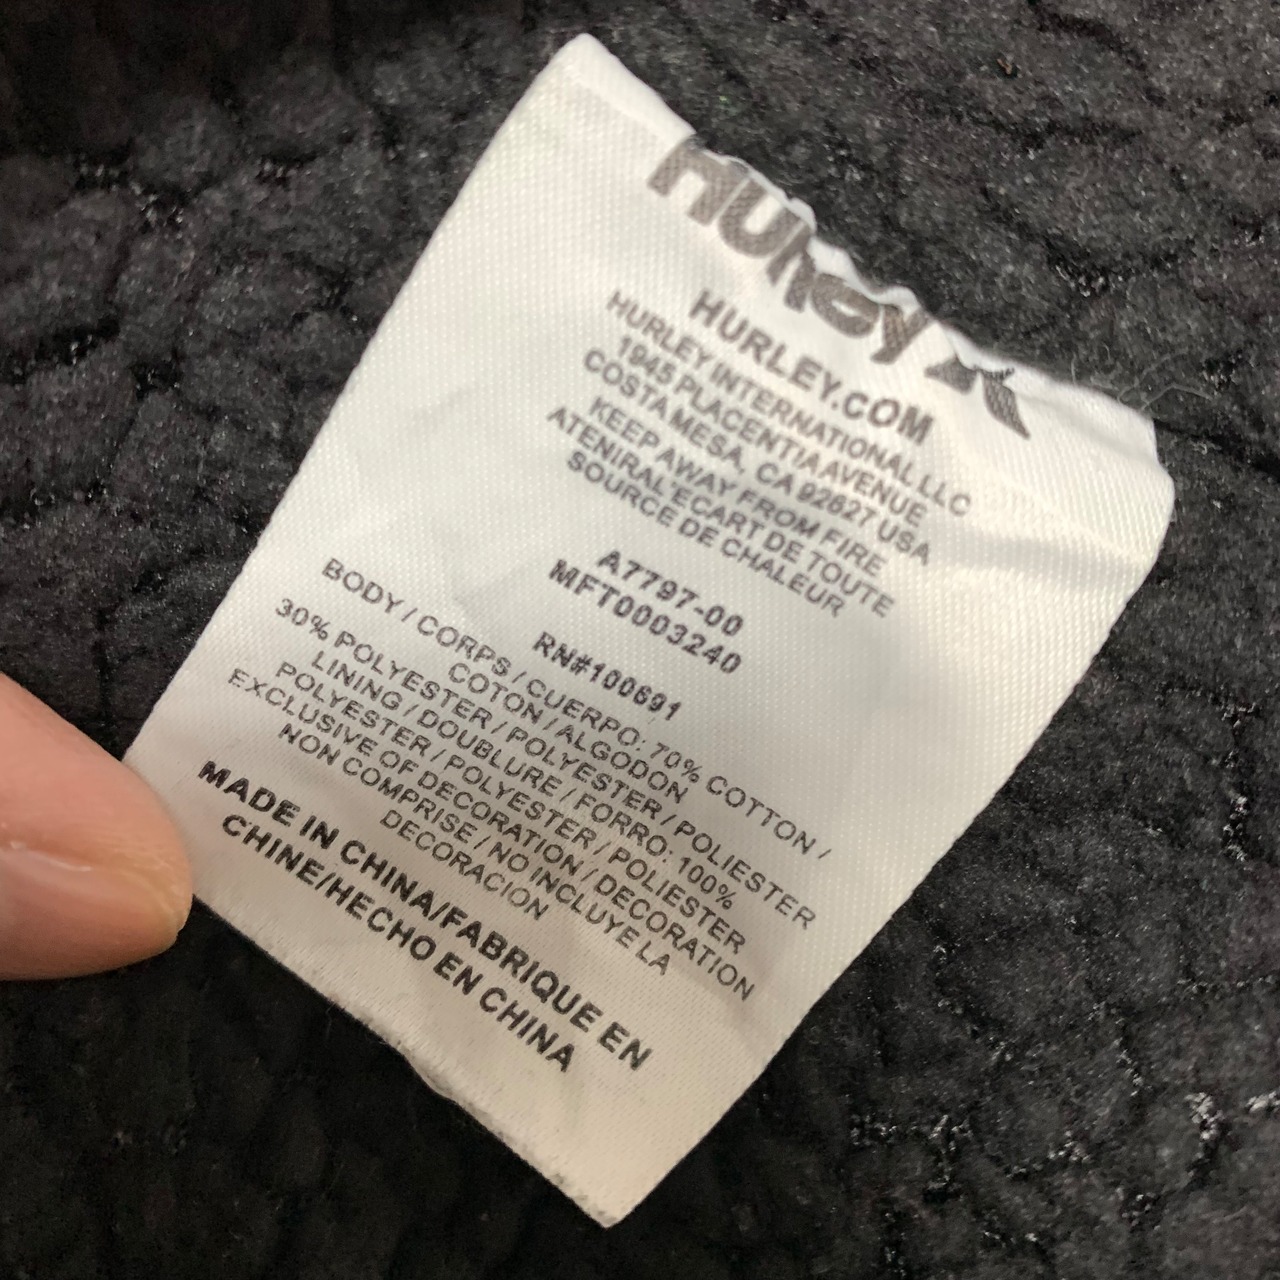 Hurley
HURLEY.COM
HURLEY INTERNATIONAL LLC
1945 PLACENTIA AVENUE
COSTA MESA, CA 92627 USA
KEEP AWAY FROM FIRE
ATENIRAL'ECART DE TOUTE
SOURCE DE CHALEUR
A7797-00
MFT0003240
RN#100691
BODY / CORPS / CUERPO: 70% COTTON /
COTON / ALGODON
30% POLYESTER / POLYESTER / POLIESTER
LINING / DOUBLURE / FORRO: 100%
POLYESTER / POLYESTER / POLIESTER
EXCLUSIVE OF DECORATION / DECORATION
NON COMPRISE / NO INCLUYE LA
DECORACION
MADE IN CHINA/FABRIQUE EN
CHINE/HECHO EN CHINA